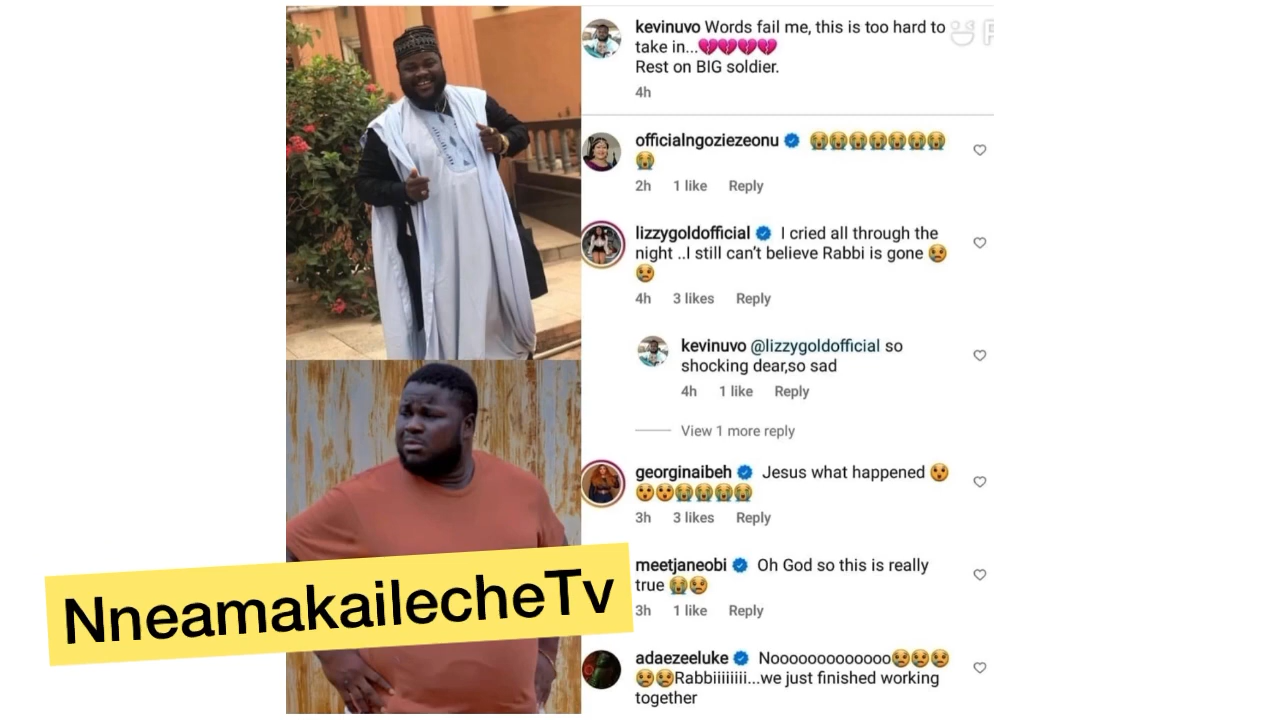 kevinuvo Words fail me, this is too hard to
take in...💔💔💔💔
Rest on BIG soldier.
4h
officialngoziezeonu 😭😭😭😭😭😭😭
😭
2h 1 like Reply
lizzygoldofficial I cried all through the
night ..I still can't believe Rabbi is gone 😢
😢
4h 3 likes Reply
kevinuvo @lizzygoldofficial so
shocking dear,so sad
4h 1 like Reply
View 1 more reply
georginaibeh Jesus what happened 😮
😮😮😭😭😭😭
3h 3 likes Reply
meetjaneobi Oh God so this is really
true 😭😢
3h 1 like Reply
adaezeeluke Nooooooooooooo😢😢😢
😢😢Rabbiiiiiiii...we just finished working
together
NneamakailecheTv